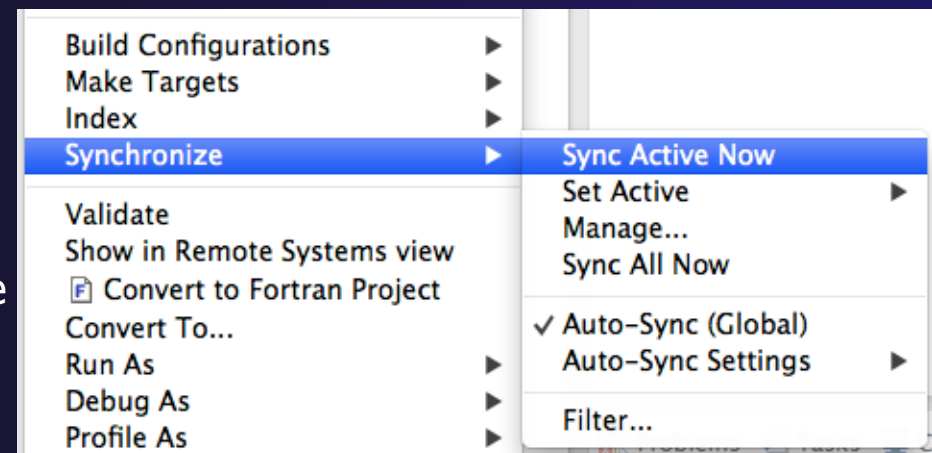 Build Configurations
Make Targets
Index
Synchronize
Validate
Show in Remote Systems view
Convert to Fortran Project
Convert To...
Run As
Debug As
Profile As
Sync Active Now
Set Active
Manage...
Sync All Now
✓ Auto-Sync (Global)
Auto-Sync Settings
Filter...
e
Problems
Tasks